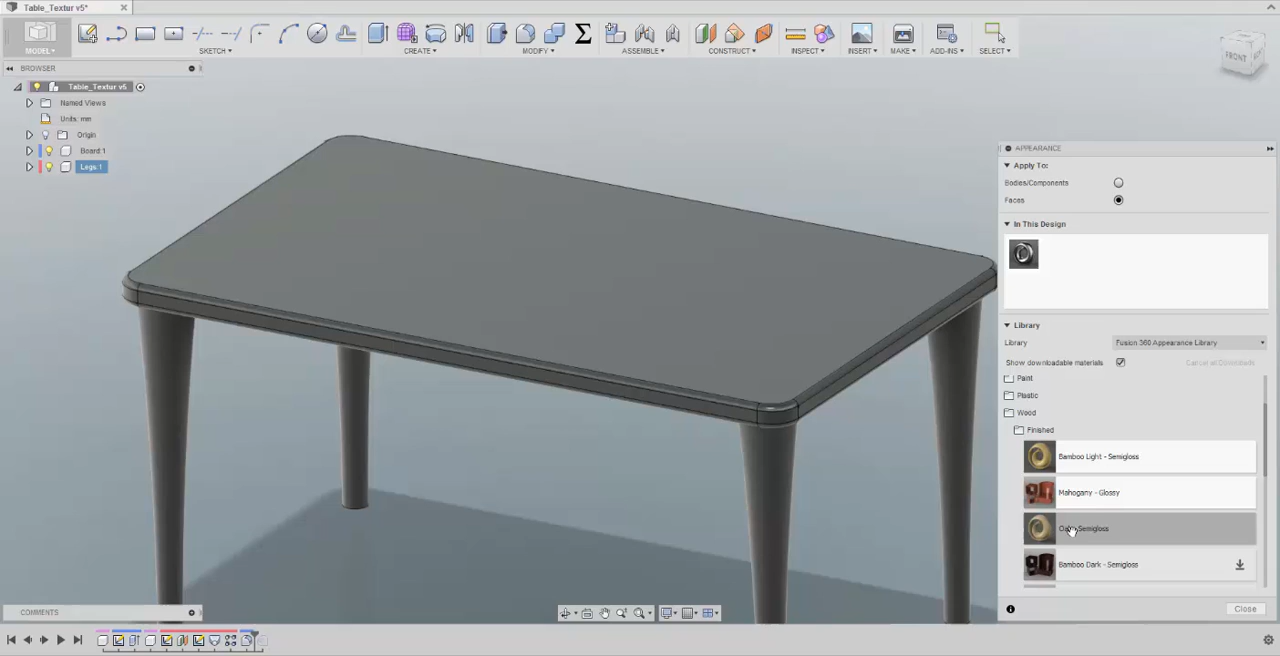 Table_Textur v5*
MODEL
SKETCH
CREATE
MODIFY
ASSEMBLE
CONSTRUCT
INSPECT
INSERT
MAKE
ADD-INS
SELECT
FRONT
BROWSER
Table_Textur v5
Named Views
Units: mm
Origin
Board:1
Legs:1
APPEARANCE
Apply To:
Bodies/Components
Faces
In This Design
Library
Library Fusion 360 Appearance Library
Show downloadable materials
Paint
Plastic
Wood
Finished
Bamboo Light - Semigloss
Mahogany - Glossy
Semigloss
Bamboo Dark - Semigloss
Close
COMMENTS